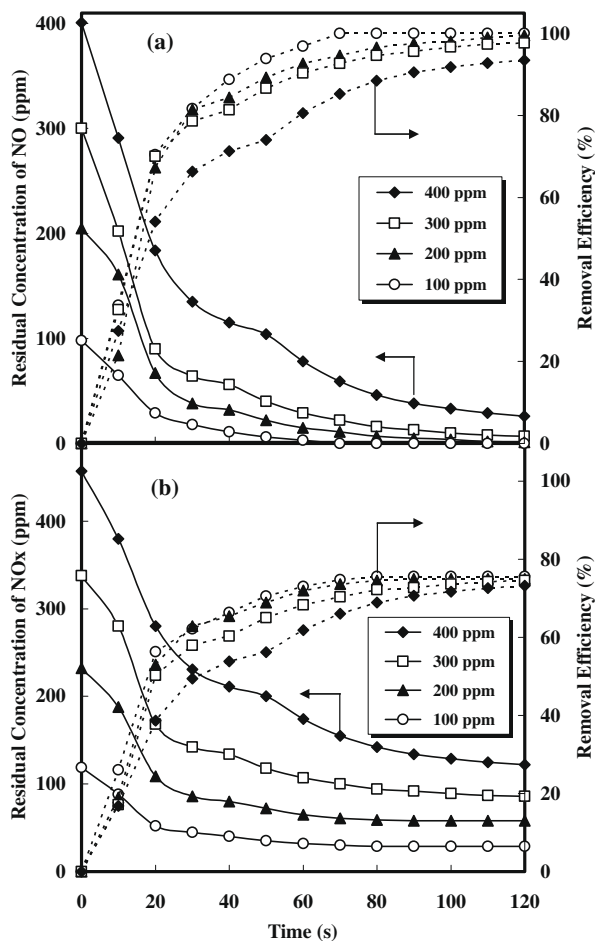 (a)
Residual Concentration of NO (ppm)
400
300
200
100
0
Removal Efficiency (%)
100
80
60
40
20
0
400 ppm
300 ppm
200 ppm
100 ppm
(b)
Residual Concentration of NOx (ppm)
400
300
200
100
0
Removal Efficiency (%)
100
80
60
40
20
0
400 ppm
300 ppm
200 ppm
100 ppm
0 20 40 60 80 100 120
Time (s)